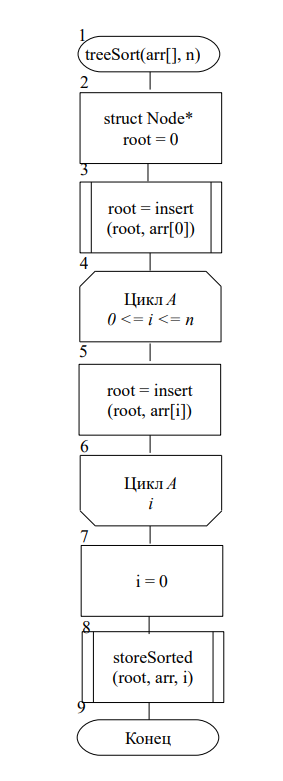 1
treeSort(arr[], n)
2
struct Node*
root = 0
3
root = insert
(root, arr[0])
4
Цикл A
0 <= i <= n
5
root = insert
(root, arr[i])
6
Цикл A
i
7
i = 0
8
storeSorted
(root, arr, i)
9
Конец